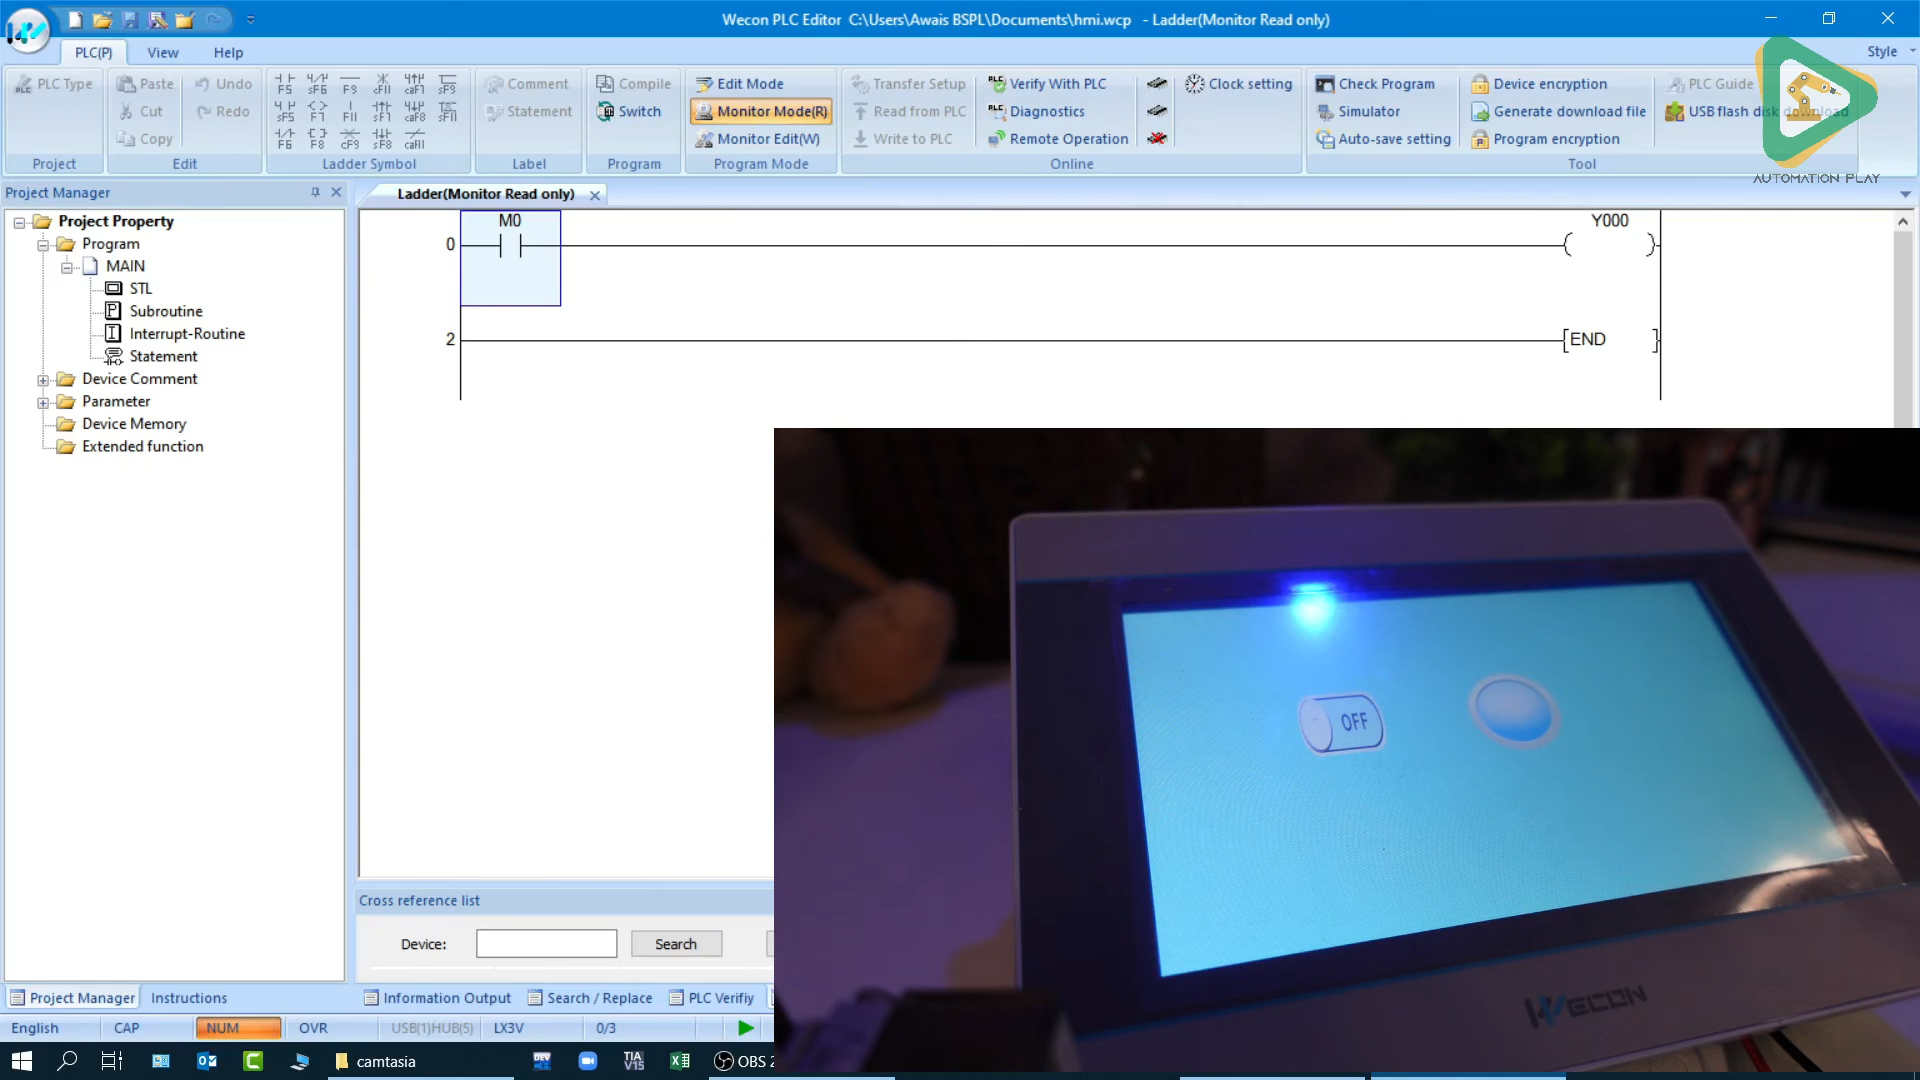 Wecon PLC Editor  C:\Users\Awais BSPL\Documents\hmi.wcp   - Ladder(Monitor Read only)
PLC(P) View Help Style
PLC Type Paste Undo Comment Compile Edit Mode Transfer Setup Verify With PLC Clock setting Check Program Device encryption PLC Guide
F5 sF6 F9 cF11 caF7 sF9
Cut Redo Statement Switch Monitor Mode(R) Read from PLC Diagnostics Simulator Generate download file USB flash disk download
sF5 F7 F11 sF7 caF8 sF11
Copy Monitor Edit(W) Write to PLC Remote Operation Auto-save setting Program encryption
F6 F8 cF9 sF8 caF11
Project Edit Ladder Symbol Label Program Program Mode Online Tool
AUTOMATION PLAY
Project Manager
Ladder(Monitor Read only)
Project Property
Program
MAIN
STL
Subroutine
Interrupt-Routine
Statement
Device Comment
Parameter
Device Memory
Extended function
M0 Y000
0
2 END
OFF
WECON
Cross reference list
Device: Search
Project Manager Instructions Information Output Search / Replace PLC Verifiy
English CAP NUM OVR USB(1)HUB(5) LX3V 0/3
camtasia DEV TIA V15 OBS 2